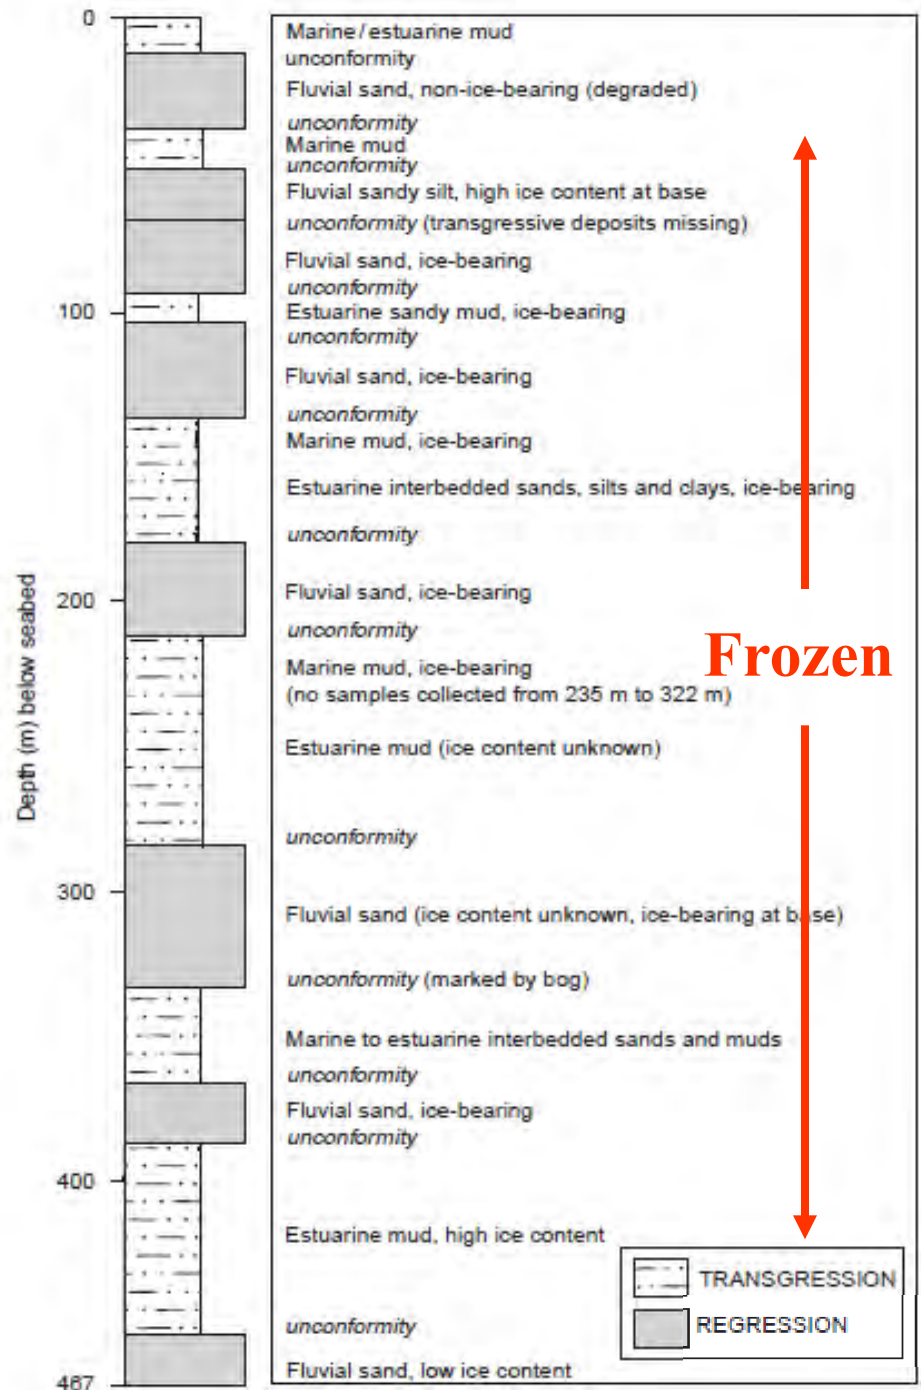 0
Marine/estuarine mud
unconformity
Fluvial sand, non-ice-bearing (degraded)
unconformity
Marine mud
unconformity
Fluvial sandy silt, high ice content at base
unconformity (transgressive deposits missing)
Fluvial sand, ice-bearing
unconformity
100
Estuarine sandy mud, ice-bearing
unconformity
Fluvial sand, ice-bearing
unconformity
Marine mud, ice-bearing
Estuarine interbedded sands, silts and clays, ice-bearing
unconformity
Depth (m) below seabed
200
Fluvial sand, ice-bearing
unconformity
Frozen
Marine mud, ice-bearing
(no samples collected from 235 m to 322 m)
Estuarine mud (ice content unknown)
unconformity
300
Fluvial sand (ice content unknown, ice-bearing at base)
unconformity (marked by bog)
Marine to estuarine interbedded sands and muds
unconformity
Fluvial sand, ice-bearing
unconformity
400
Estuarine mud, high ice content
TRANSGRESSION
REGRESSION
unconformity
Fluvial sand, low ice content
467